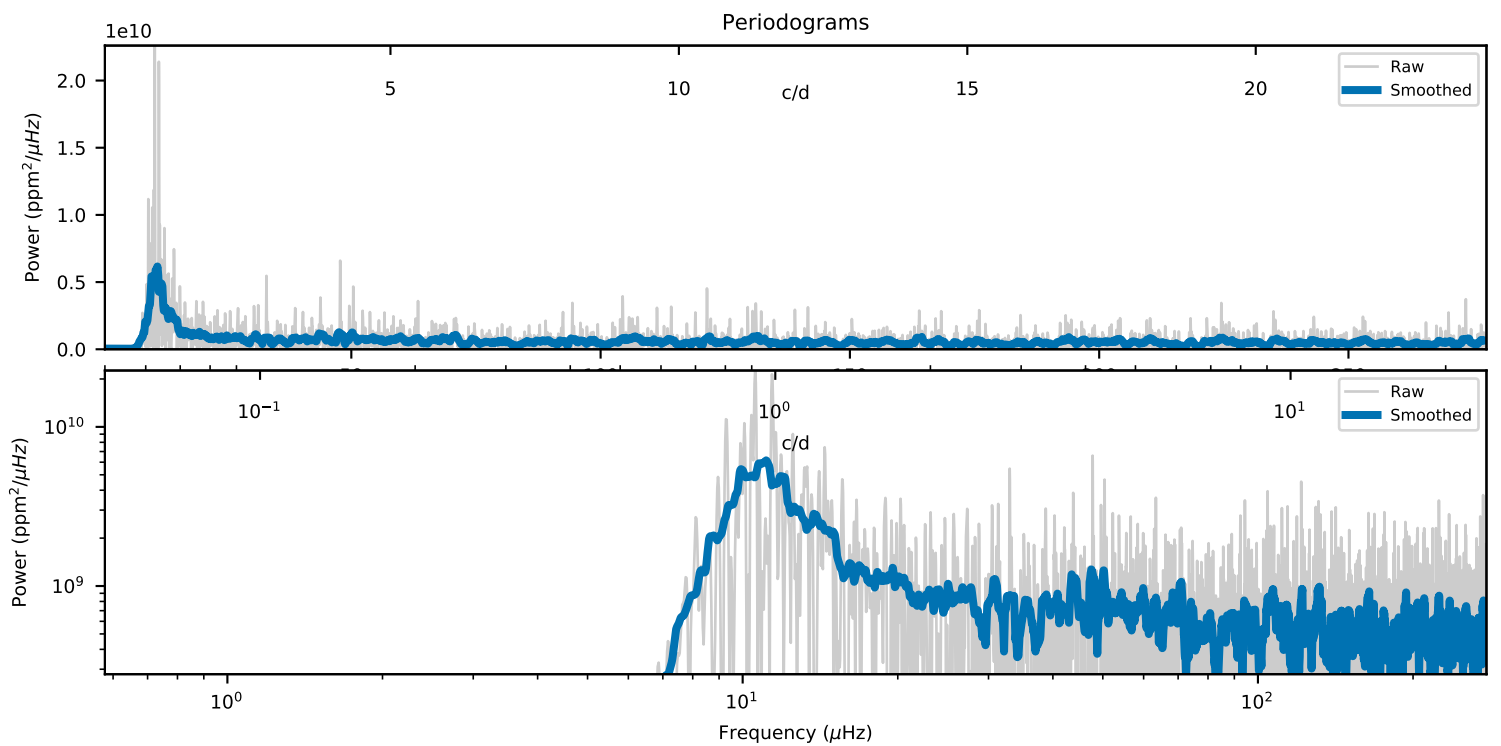 Periodograms
1e10
Power (ppm²/μHz)
2.0
1.5
1.0
0.5
0.0
5
10
15
20
c/d
Raw
Smoothed
Power (ppm²/μHz)
10¹⁰
10⁹
10⁻¹
10⁰
10¹
c/d
Raw
Smoothed
10⁰
10¹
10²
Frequency (μHz)